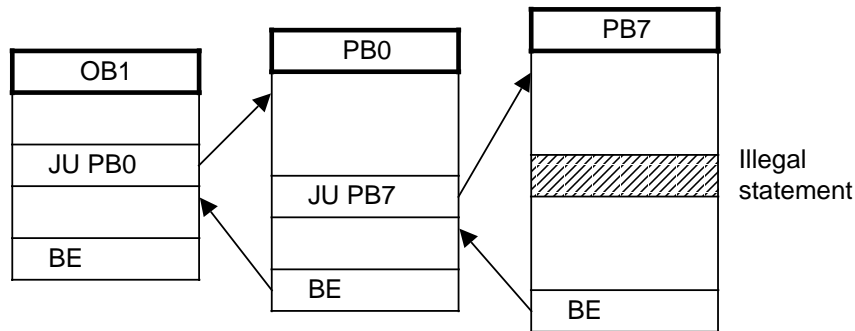 OB1
JU PB0
BE
PB0
JU PB7
BE
PB7
BE
Illegal
statement